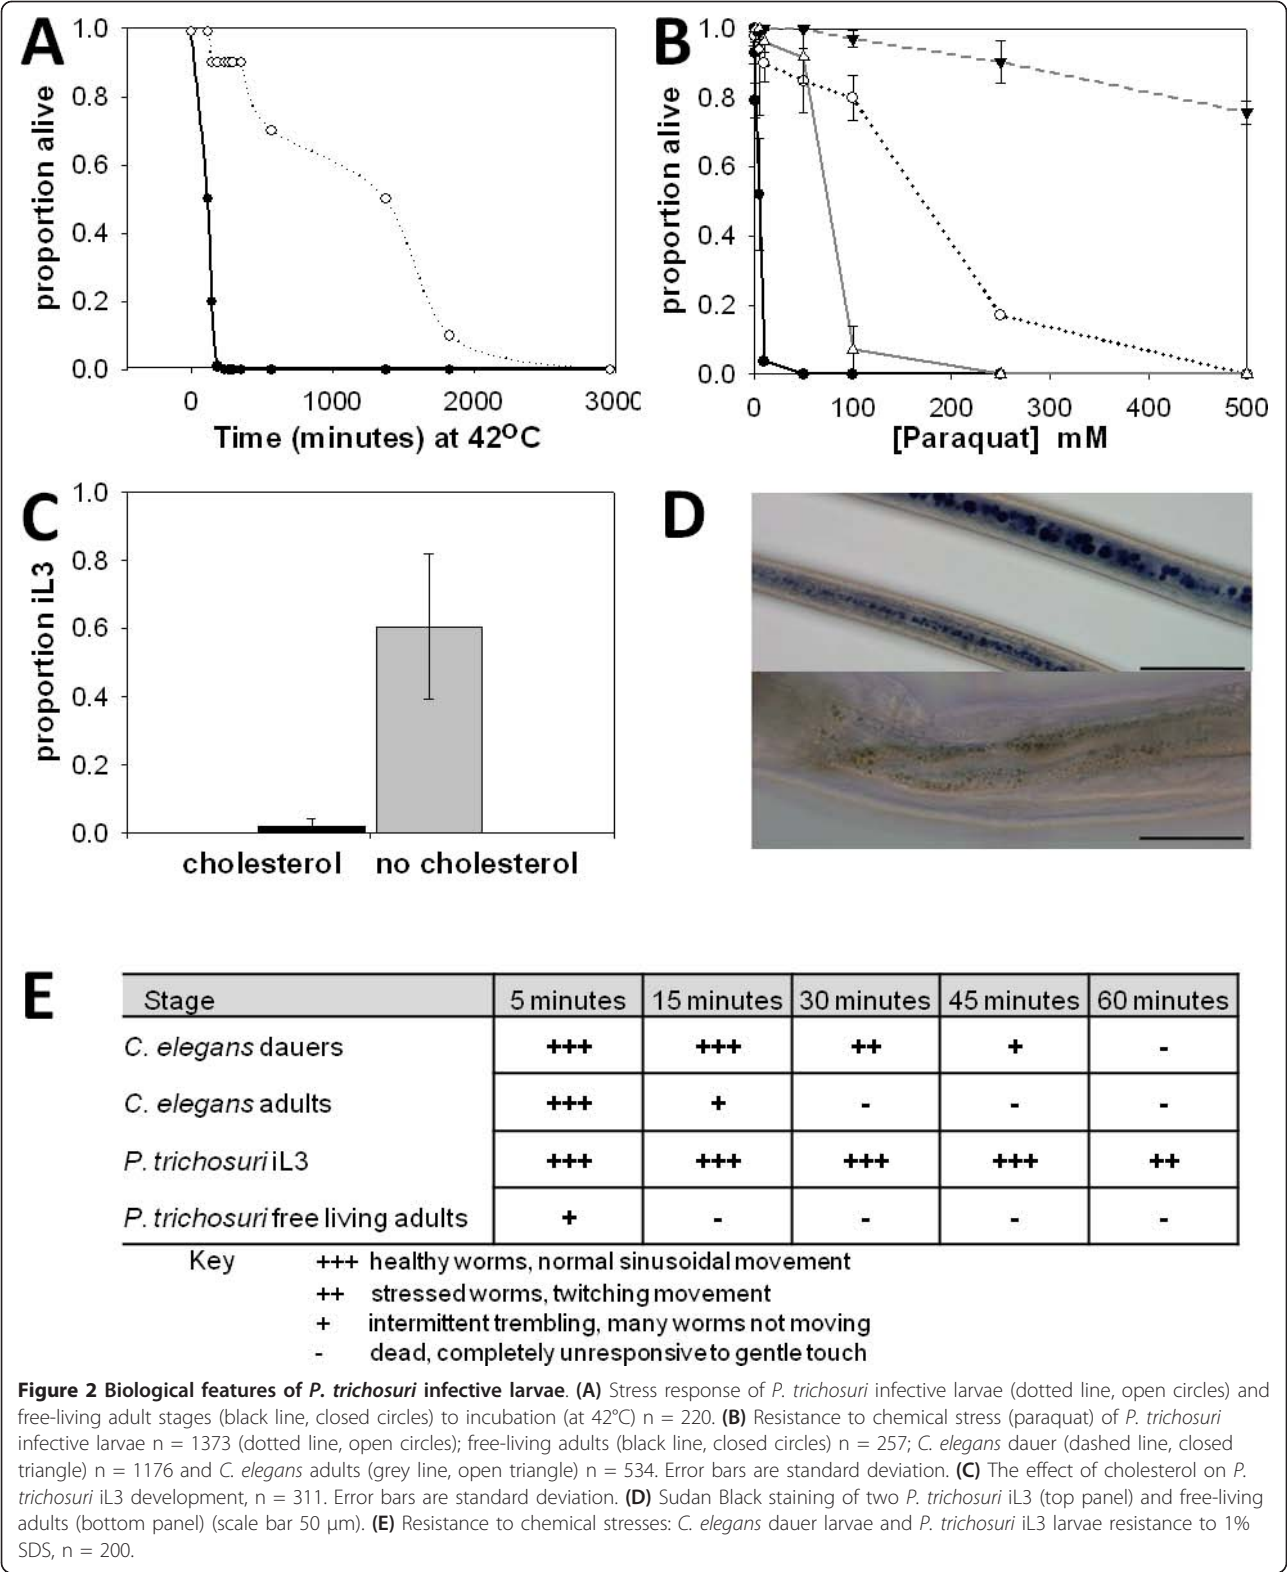 A
1.0
0.8
0.6
0.4
0.2
0.0
proportion alive
0 1000 2000 3000
Time (minutes) at 42°C
B
1.0
0.8
0.6
0.4
0.2
0.0
proportion alive
0 100 200 300 400 500
[Paraquat] mM
C
1.0
0.8
0.6
0.4
0.2
0.0
proportion iL3
cholesterol no cholesterol
D
E
Stage 5 minutes 15 minutes 30 minutes 45 minutes 60 minutes
C. elegans dauers +++ +++ ++ + -
C. elegans adults +++ + - - -
P. trichosuri iL3 +++ +++ +++ +++ ++
P. trichosuri free living adults + - - - -
Key +++ healthy worms, normal sinusoidal movement
++ stressed worms, twitching movement
+ intermittent trembling, many worms not moving
- dead, completely unresponsive to gentle touch
Figure 2 Biological features of P. trichosuri infective larvae. (A) Stress response of P. trichosuri infective larvae (dotted line, open circles) and
free-living adult stages (black line, closed circles) to incubation (at 42°C) n = 220. (B) Resistance to chemical stress (paraquat) of P. trichosuri
infective larvae n = 1373 (dotted line, open circles); free-living adults (black line, closed circles) n = 257; C. elegans dauer (dashed line, closed
triangle) n = 1176 and C. elegans adults (grey line, open triangle) n = 534. Error bars are standard deviation. (C) The effect of cholesterol on P.
trichosuri iL3 development, n = 311. Error bars are standard deviation. (D) Sudan Black staining of two P. trichosuri iL3 (top panel) and free-living
adults (bottom panel) (scale bar 50 μm). (E) Resistance to chemical stresses: C. elegans dauer larvae and P. trichosuri iL3 larvae resistance to 1%
SDS, n = 200.